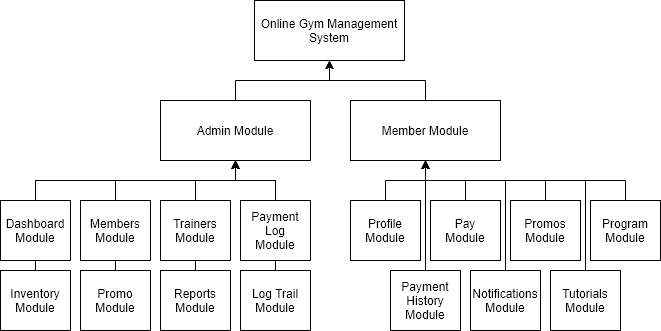 Online Gym Management
System
Admin Module
Member Module
Dashboard
Module
Members
Module
Trainers
Module
Payment
Log
Module
Profile
Module
Pay
Module
Promos
Module
Program
Module
Inventory
Module
Promo
Module
Reports
Module
Log Trail
Module
Payment
History
Module
Notifications
Module
Tutorials
Module